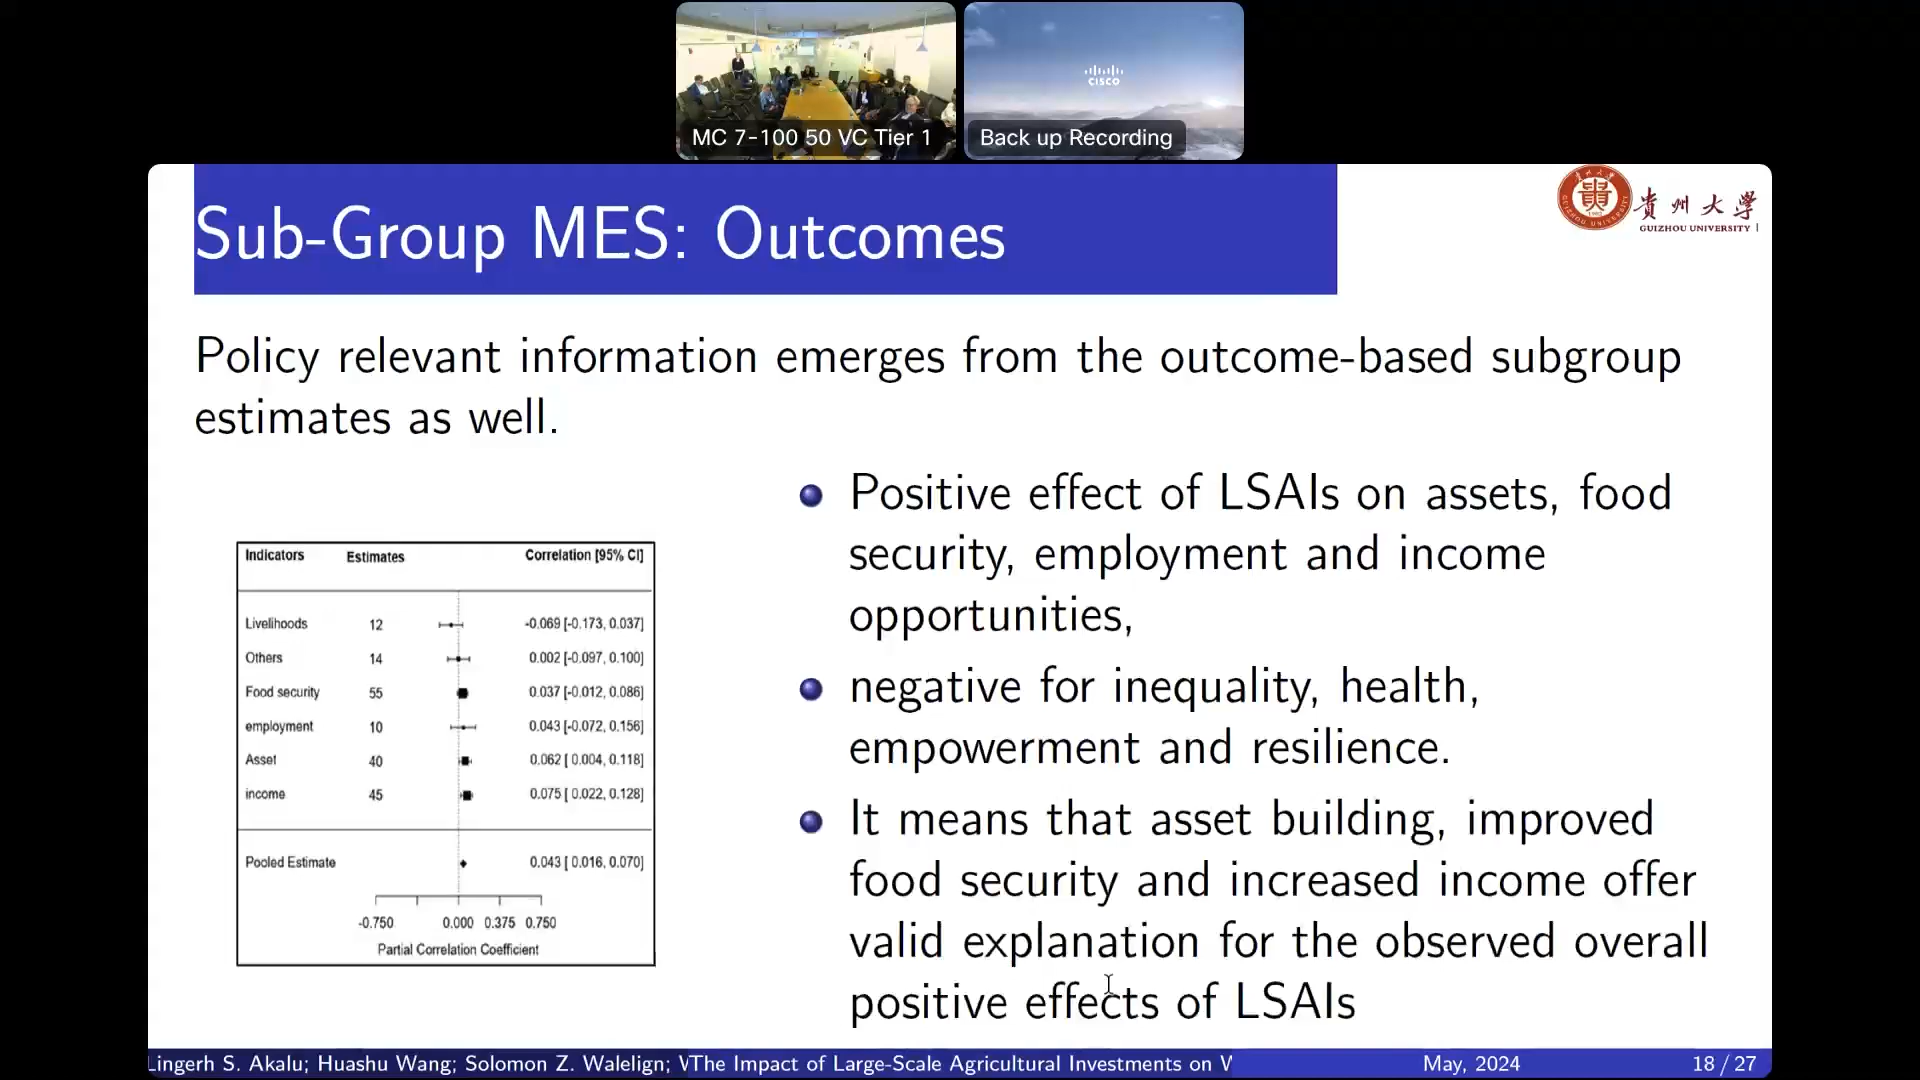 CISCO
MC 7-100 50 VC Tier 1
Back up Recording
Sub-Group MES: Outcomes
貴州大學
GUIZHOU UNIVERSITY
Policy relevant information emerges from the outcome-based subgroup
estimates as well.
Indicators Estimates Correlation [95% CI]
Livelihoods 12 -0.069 [-0.173, 0.037]
Others 14 0.002 [-0.097, 0.100]
Food security 55 0.037 [-0.012, 0.086]
employment 10 0.043 [-0.072, 0.156]
Asset 40 0.062 [ 0.004, 0.118]
income 45 0.075 [ 0.022, 0.128]
Pooled Estimate 0.043 [ 0.016, 0.070]
-0.750 0.000 0.375 0.750
Partial Correlation Coefficient
Positive effect of LSAIs on assets, food
security, employment and income
opportunities,
negative for inequality, health,
empowerment and resilience.
It means that asset building, improved
food security and increased income offer
valid explanation for the observed overall
positive effects of LSAIs
Lingerh S. Akalu; Huashu Wang; Solomon Z. Walelign; V The Impact of Large-Scale Agricultural Investments on W May, 2024 18 / 27